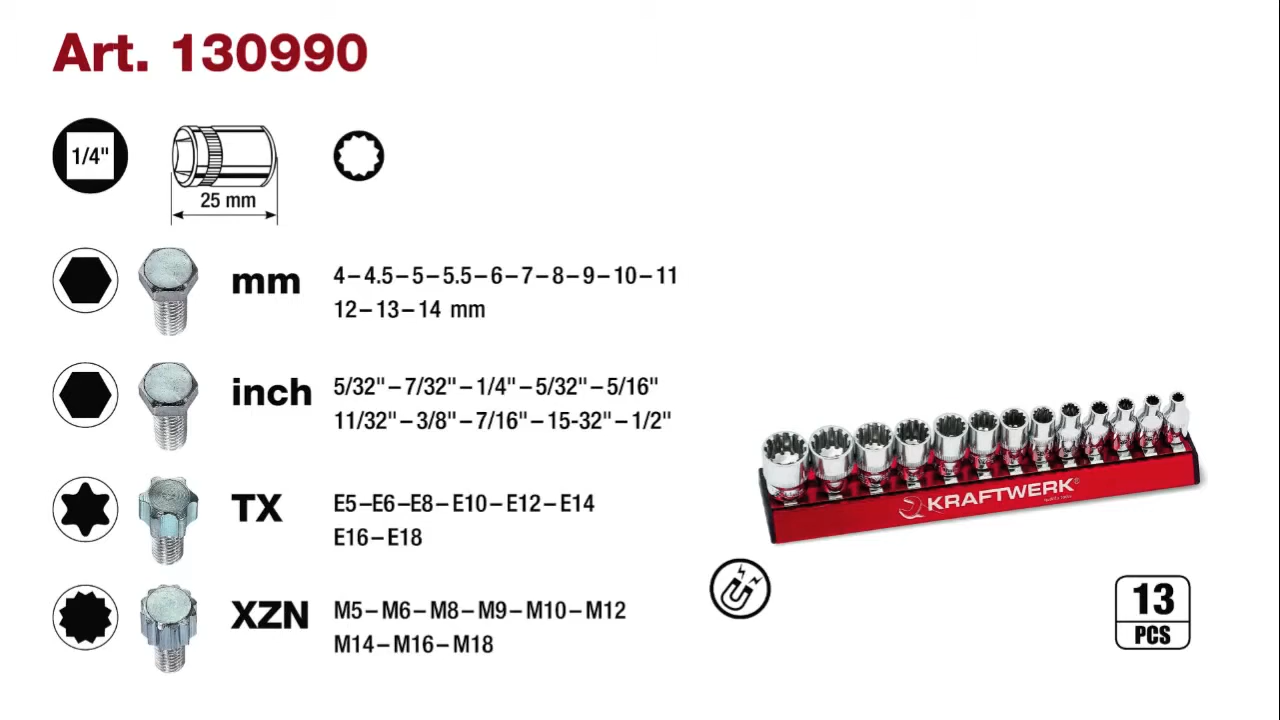 Art. 130990
1/4"
25 mm
mm
4–4.5–5–5.5–6–7–8–9–10–11
12–13–14 mm
inch
5/32"–7/32"–1/4"–5/32"–5/16"
11/32"–3/8"–7/16"–15-32"–1/2"
TX
E5–E6–E8–E10–E12–E14
E16–E18
XZN
M5–M6–M8–M9–M10–M12
M14–M16–M18
KRAFTWERK®
13
PCS